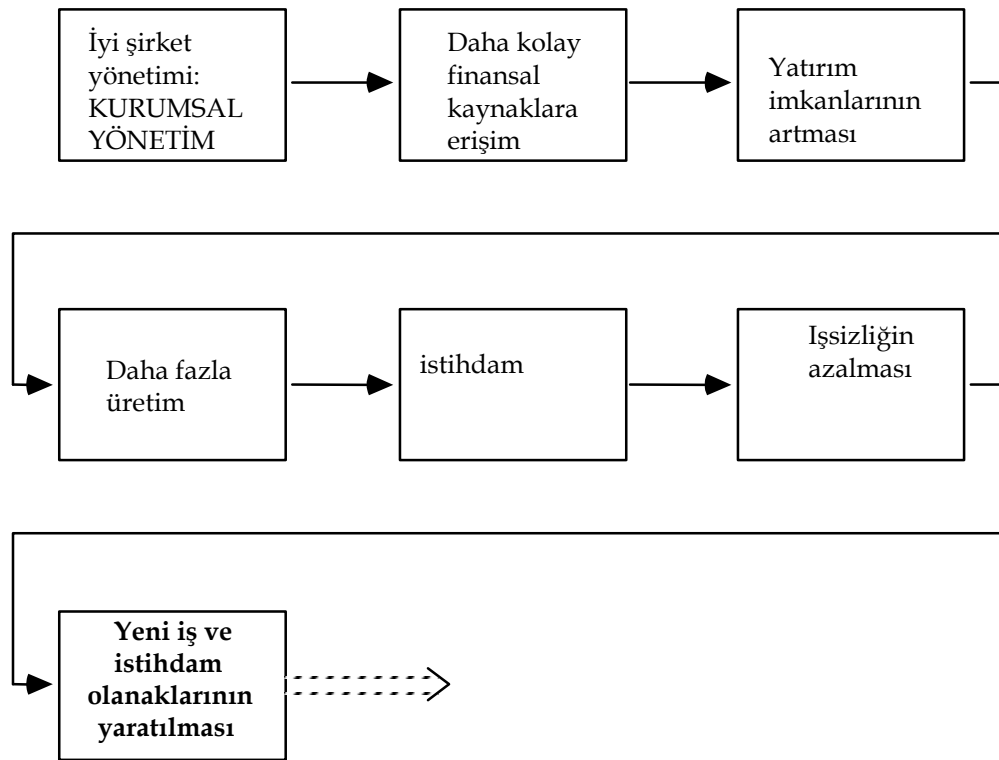 İyi şirket
yönetimi:
KURUMSAL
YÖNETİM
Daha kolay
finansal
kaynaklara
erişim
Yatırım
imkanlarının
artması
Daha fazla
üretim
istihdam
Işsizliğin
azalması
Yeni iş ve
istihdam
olanaklarının
yaratılması